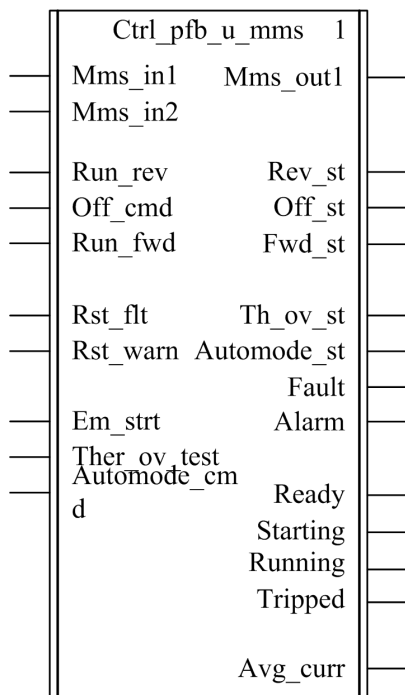 Ctrl_pfb_u_mms 1
Mms_in1 Mms_out1
Mms_in2
Run_rev Rev_st
Off_cmd Off_st
Run_fwd Fwd_st
Rst_flt Th_ov_st
Rst_warn Automode_st
Fault
Em_strt Alarm
Ther_ov_test
Automode_cm
d
Ready
Starting
Running
Tripped
Avg_curr